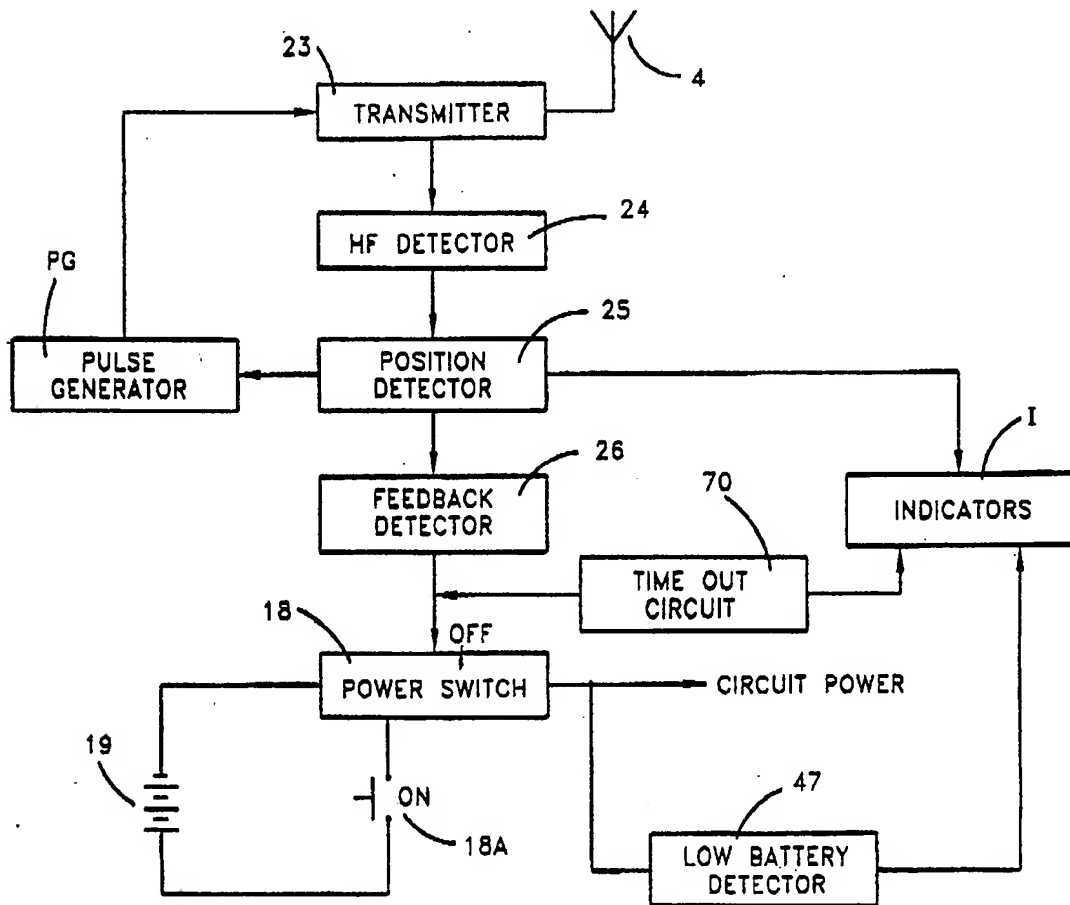 23
4
TRANSMITTER
24
HF DETECTOR
PG
25
PULSE
GENERATOR
POSITION
DETECTOR
I
26
70
FEEDBACK
DETECTOR
INDICATORS
TIME OUT
CIRCUIT
18
OFF
POWER SWITCH
CIRCUIT POWER
19
ON
18A
47
LOW BATTERY
DETECTOR